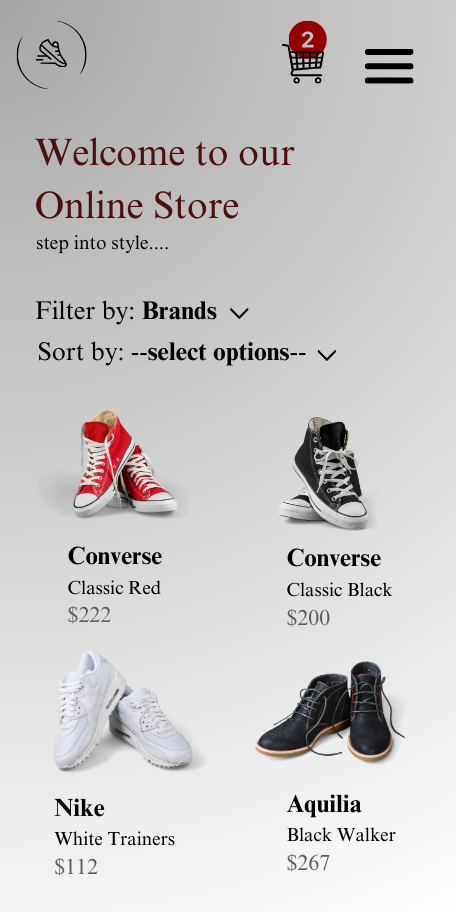 2
Welcome to our
Online Store
step into style....
Filter by: Brands
Sort by: --select options--
Converse
Classic Red
$222
Converse
Classic Black
$200
Nike
White Trainers
$112
Aquilia
Black Walker
$267